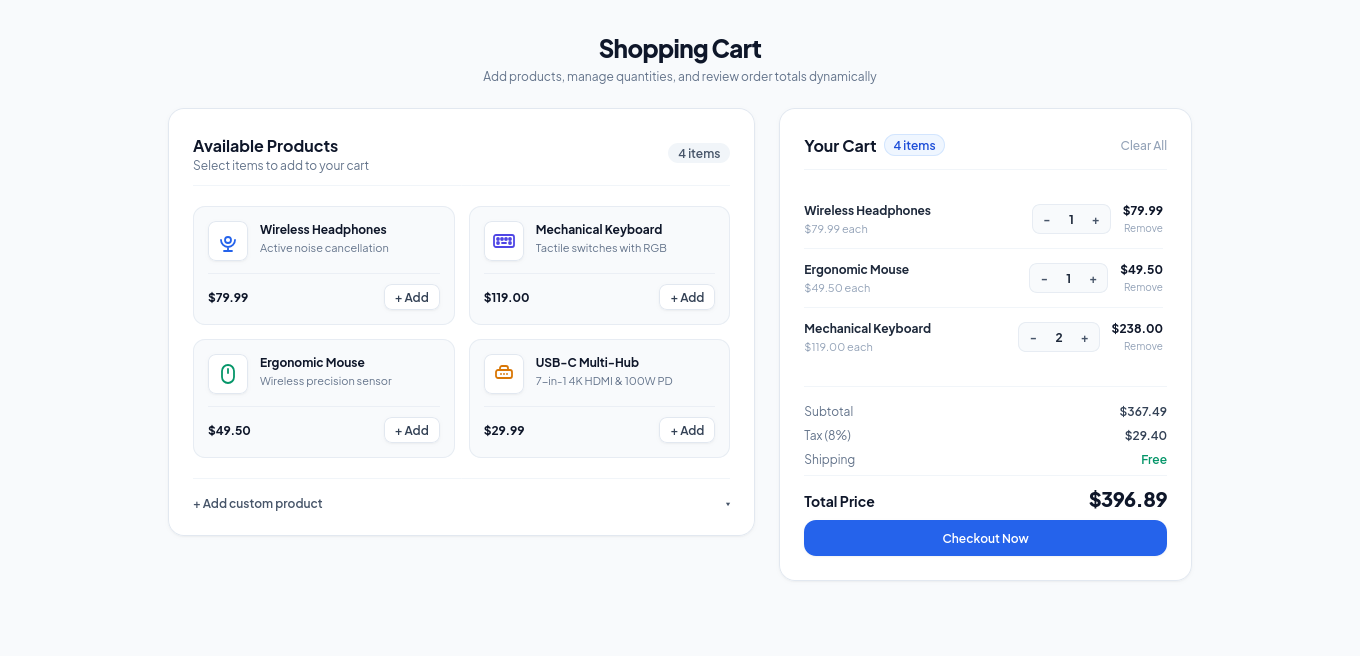 Shopping Cart
Add products, manage quantities, and review order totals dynamically
Available Products
Select items to add to your cart
4 items
Wireless Headphones
Active noise cancellation
$79.99
+ Add
Mechanical Keyboard
Tactile switches with RGB
$119.00
+ Add
Ergonomic Mouse
Wireless precision sensor
$49.50
+ Add
USB-C Multi-Hub
7-in-1 4K HDMI & 100W PD
$29.99
+ Add
+ Add custom product
Your Cart
4 items
Clear All
Wireless Headphones
$79.99 each
- 1 +
$79.99
Remove
Ergonomic Mouse
$49.50 each
- 1 +
$49.50
Remove
Mechanical Keyboard
$119.00 each
- 2 +
$238.00
Remove
Subtotal $367.49
Tax (8%) $29.40
Shipping Free
Total Price $396.89
Checkout Now